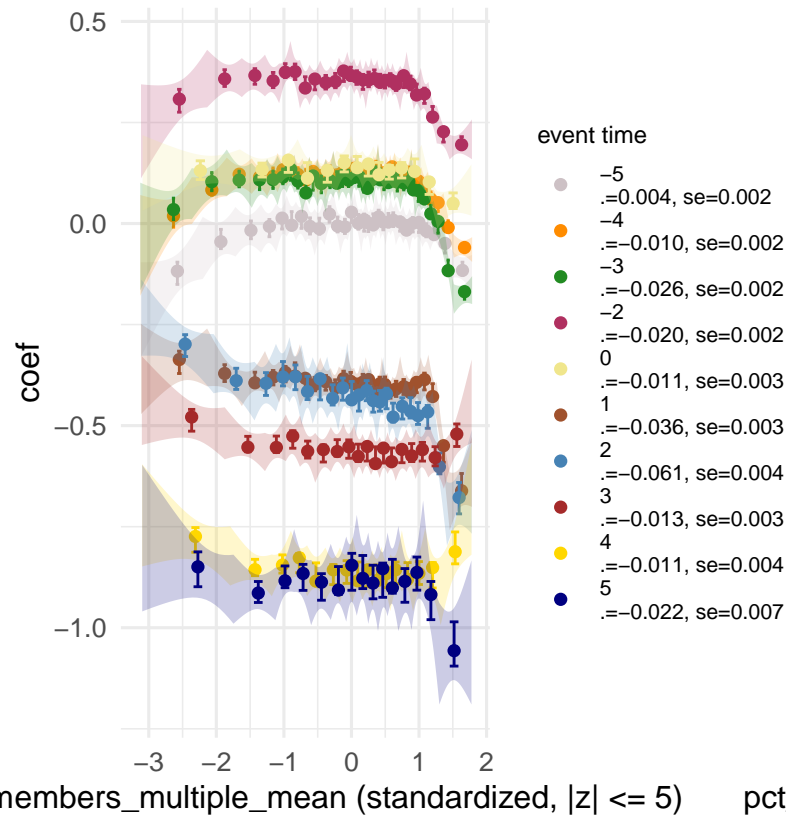 0.5
0.0
−0.5
−1.0
coef
−3 −2 −1 0 1 2
members_multiple_mean (standardized, |z| <= 5) pct
event time
−5
.=0.004, se=0.002
−4
.=−0.010, se=0.002
−3
.=−0.026, se=0.002
−2
.=−0.020, se=0.002
0
.=−0.011, se=0.003
1
.=−0.036, se=0.003
2
.=−0.061, se=0.004
3
.=−0.013, se=0.003
4
.=−0.011, se=0.004
5
.=−0.022, se=0.007